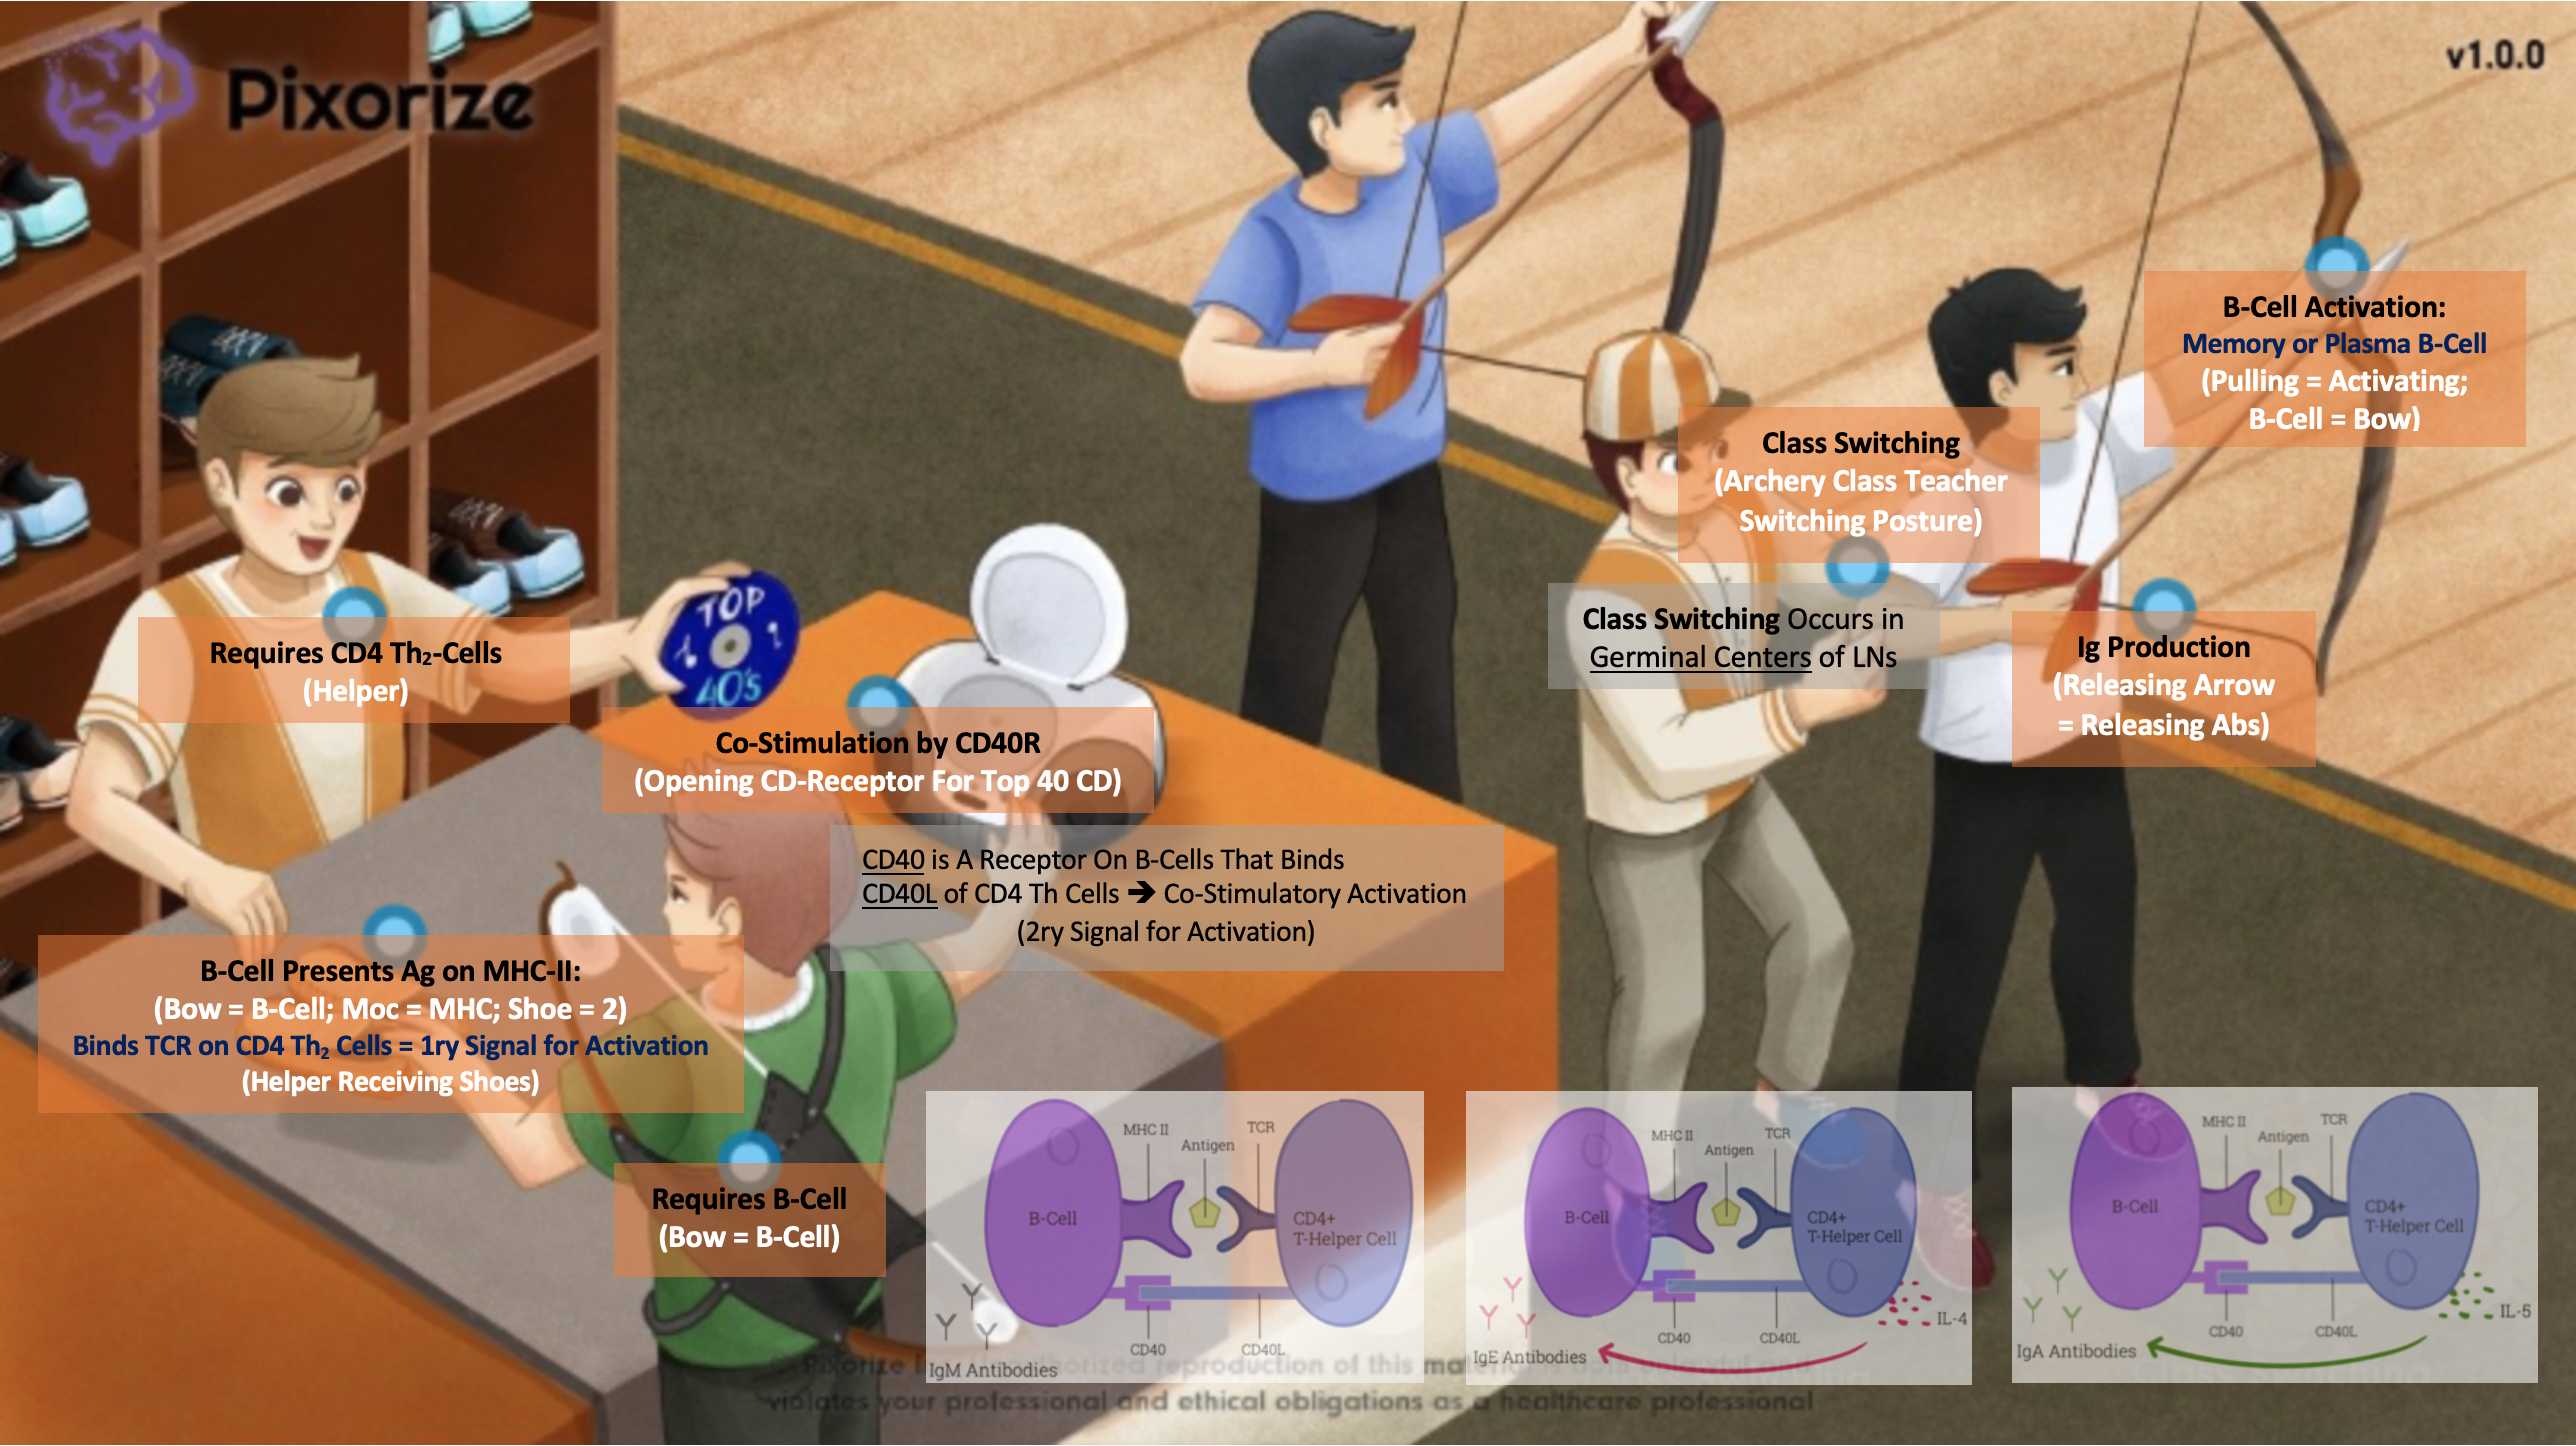 Pixorize
v1.0.0
B-Cell Activation:
Memory or Plasma B-Cell
(Pulling = Activating;
B-Cell = Bow)
Class Switching
(Archery Class Teacher
Switching Posture)
Class Switching Occurs in
Germinal Centers of LNs
Ig Production
(Releasing Arrow
= Releasing Abs)
Requires CD4 Th₂-Cells
(Helper)
TOP
40'S
Co-Stimulation by CD40R
(Opening CD-Receptor For Top 40 CD)
CD40 is A Receptor On B-Cells That Binds
CD40L of CD4 Th Cells ➔ Co-Stimulatory Activation
(2ry Signal for Activation)
B-Cell Presents Ag on MHC-II:
(Bow = B-Cell; Moc = MHC; Shoe = 2)
Binds TCR on CD4 Th₂ Cells = 1ry Signal for Activation
(Helper Receiving Shoes)
Requires B-Cell
(Bow = B-Cell)
MHC II
Antigen
TCR
B-Cell
CD4+
T-Helper Cell
CD40
CD40L
IgM Antibodies
MHC II
Antigen
TCR
B-Cell
CD4+
T-Helper Cell
IL-4
CD40
CD40L
IgE Antibodies
MHC II
Antigen
TCR
B-Cell
CD4+
T-Helper Cell
IL-5
CD40
CD40L
IgA Antibodies
Pixorize reproduction of this
violates your professional and ethical obligations as a healthcare professional